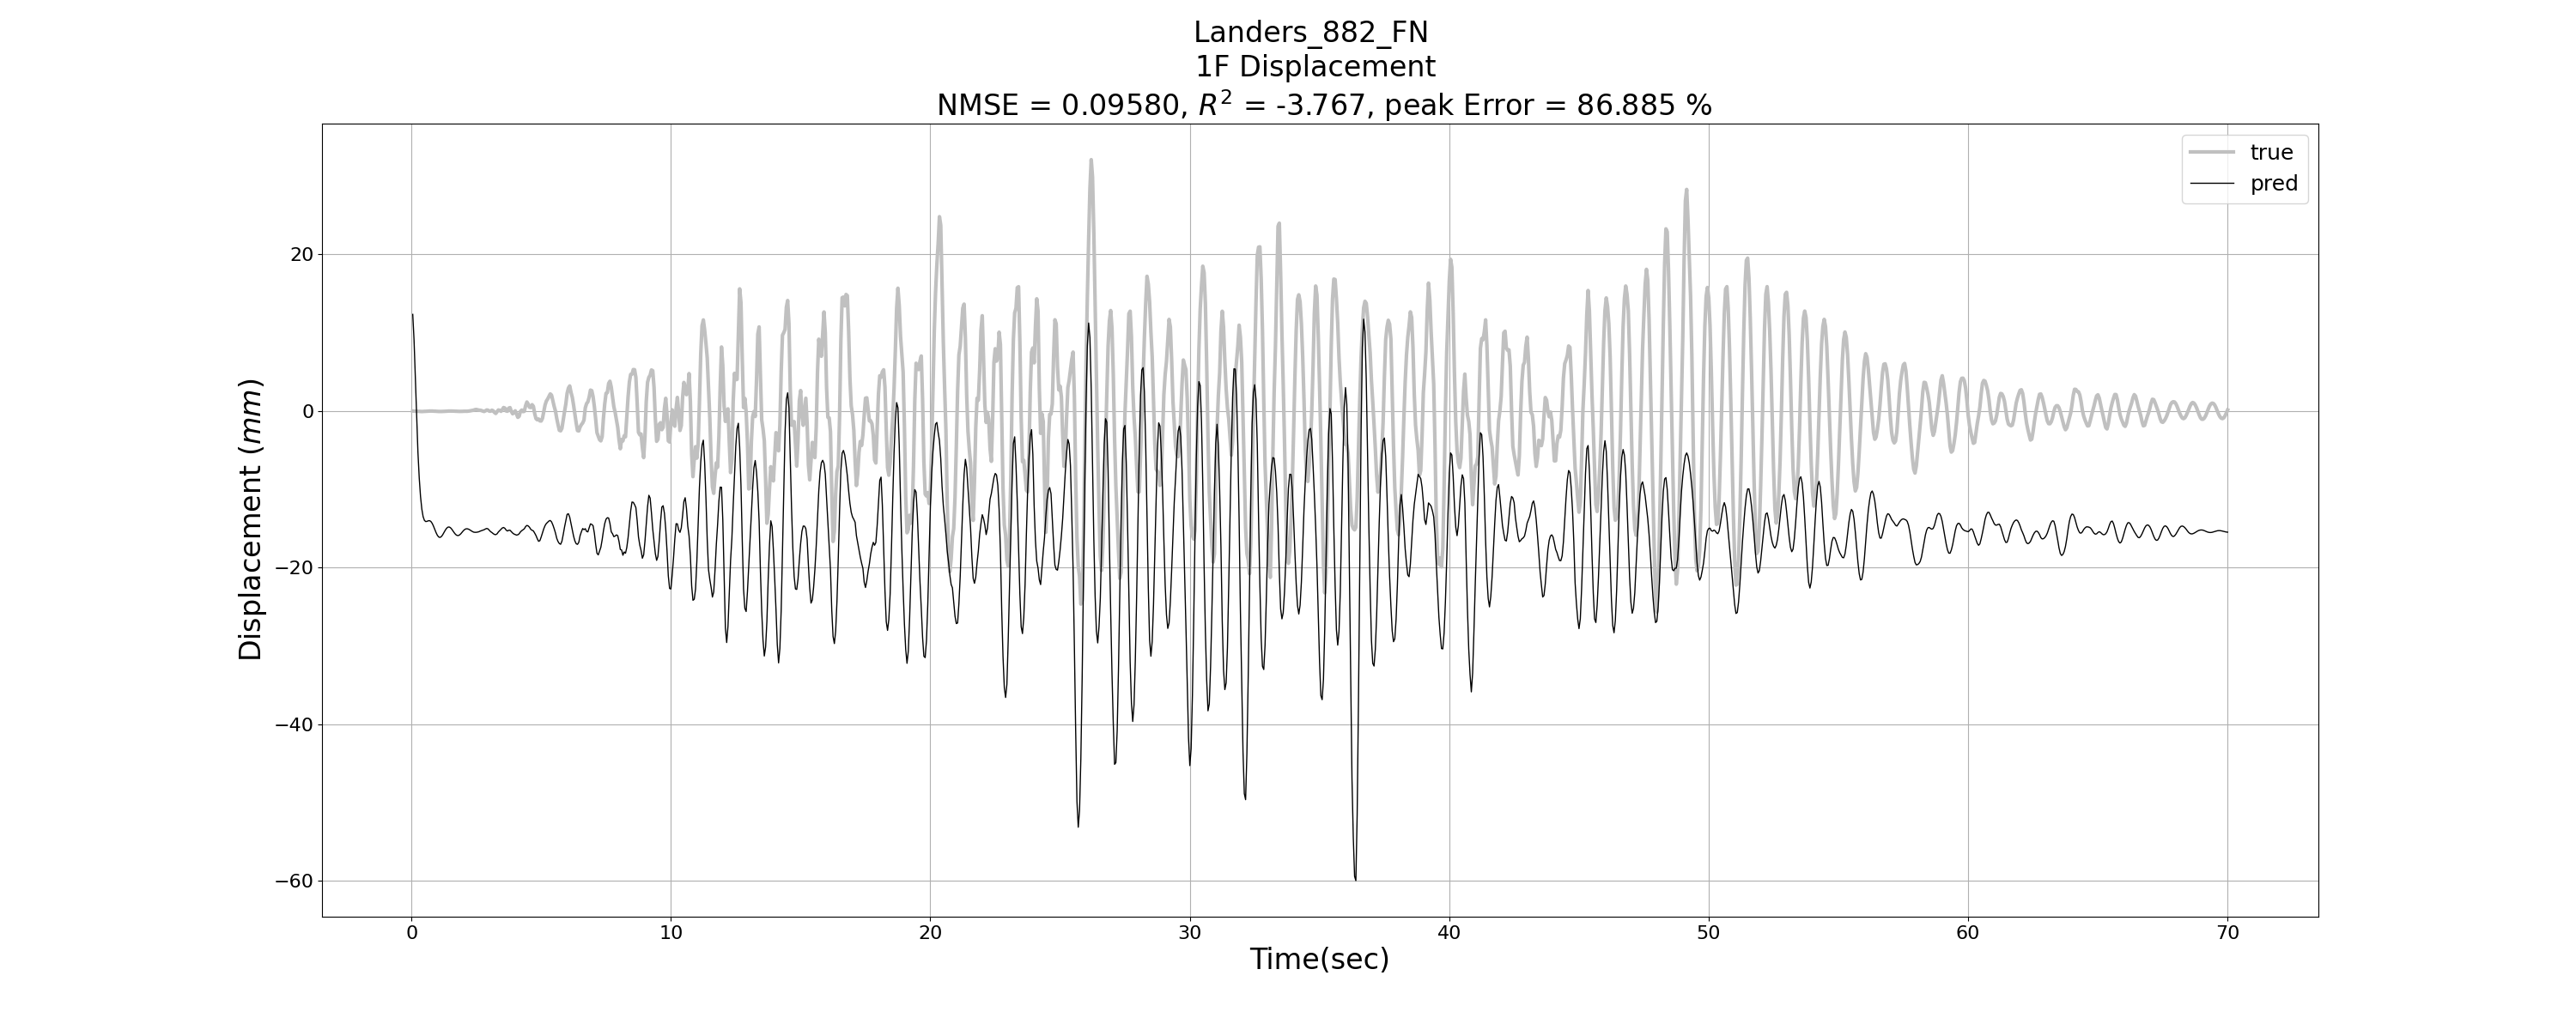 Landers_882_FN
1F Displacement
NMSE = 0.09580, R² = -3.767, peak Error = 86.885 %
true
pred
Displacement (mm)
20
0
−20
−40
−60
0 10 20 30 40 50 60 70
Time(sec)